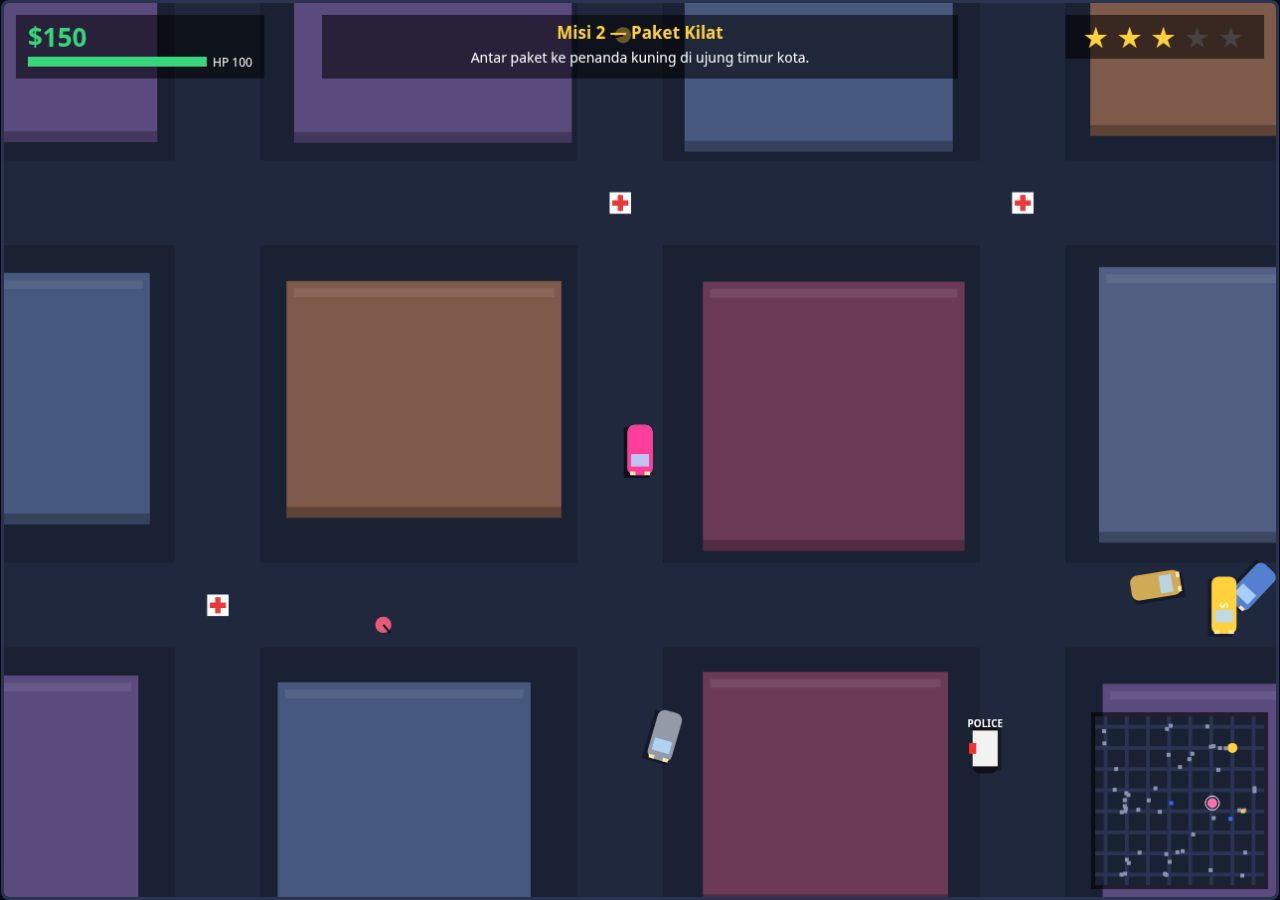 $150
HP 100
Misi 2 — Paket Kilat
Antar paket ke penanda kuning di ujung timur kota.
POLICE
S